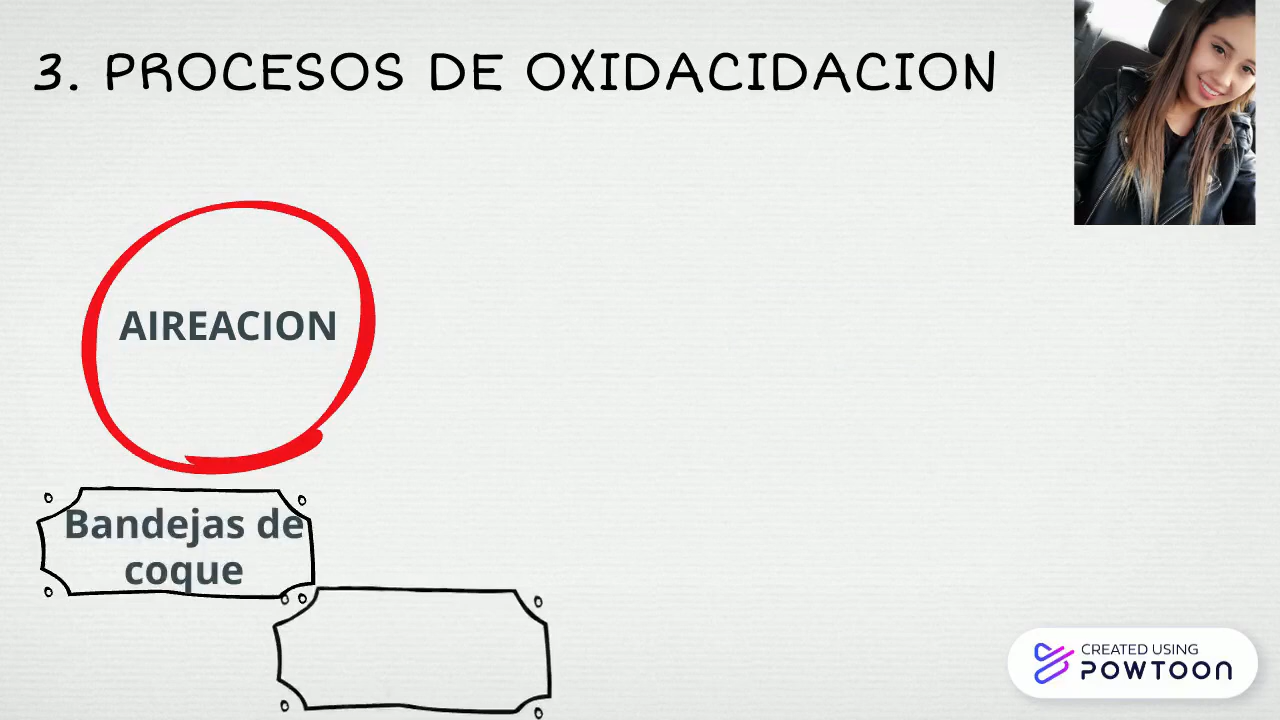 3. PROCESOS DE OXIDACIDACION
AIREACION
Bandejas de
coque
CREATED USING
POWTOON